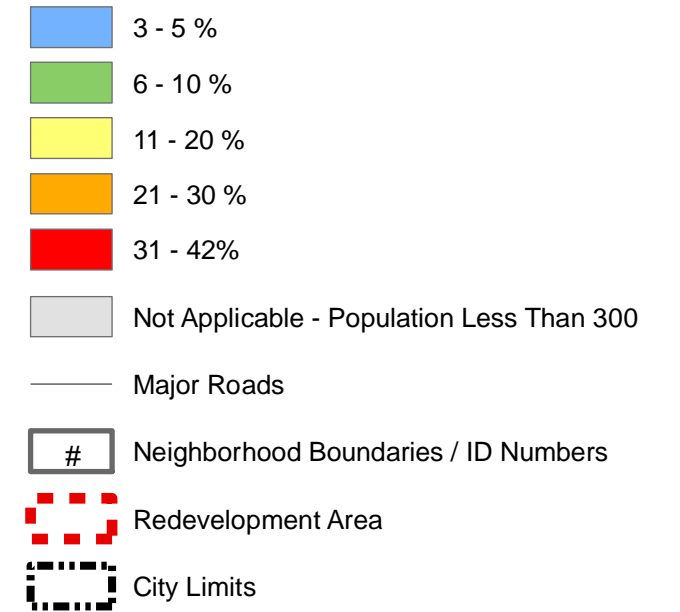 3 - 5 %
6 - 10 %
11 - 20 %
21 - 30 %
31 - 42%
Not Applicable - Population Less Than 300
Major Roads
# Neighborhood Boundaries / ID Numbers
Redevelopment Area
City Limits